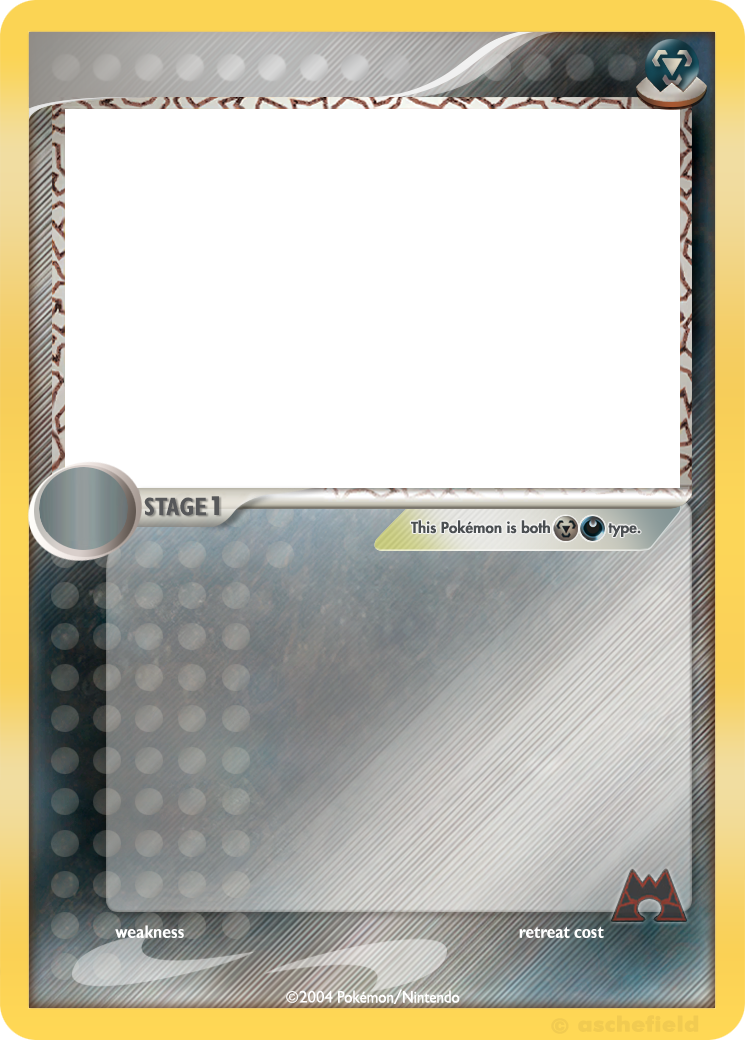 STAGE 1
This Pokémon is both type.
weakness
retreat cost
©2004 Pokémon/Nintendo
© aschefield